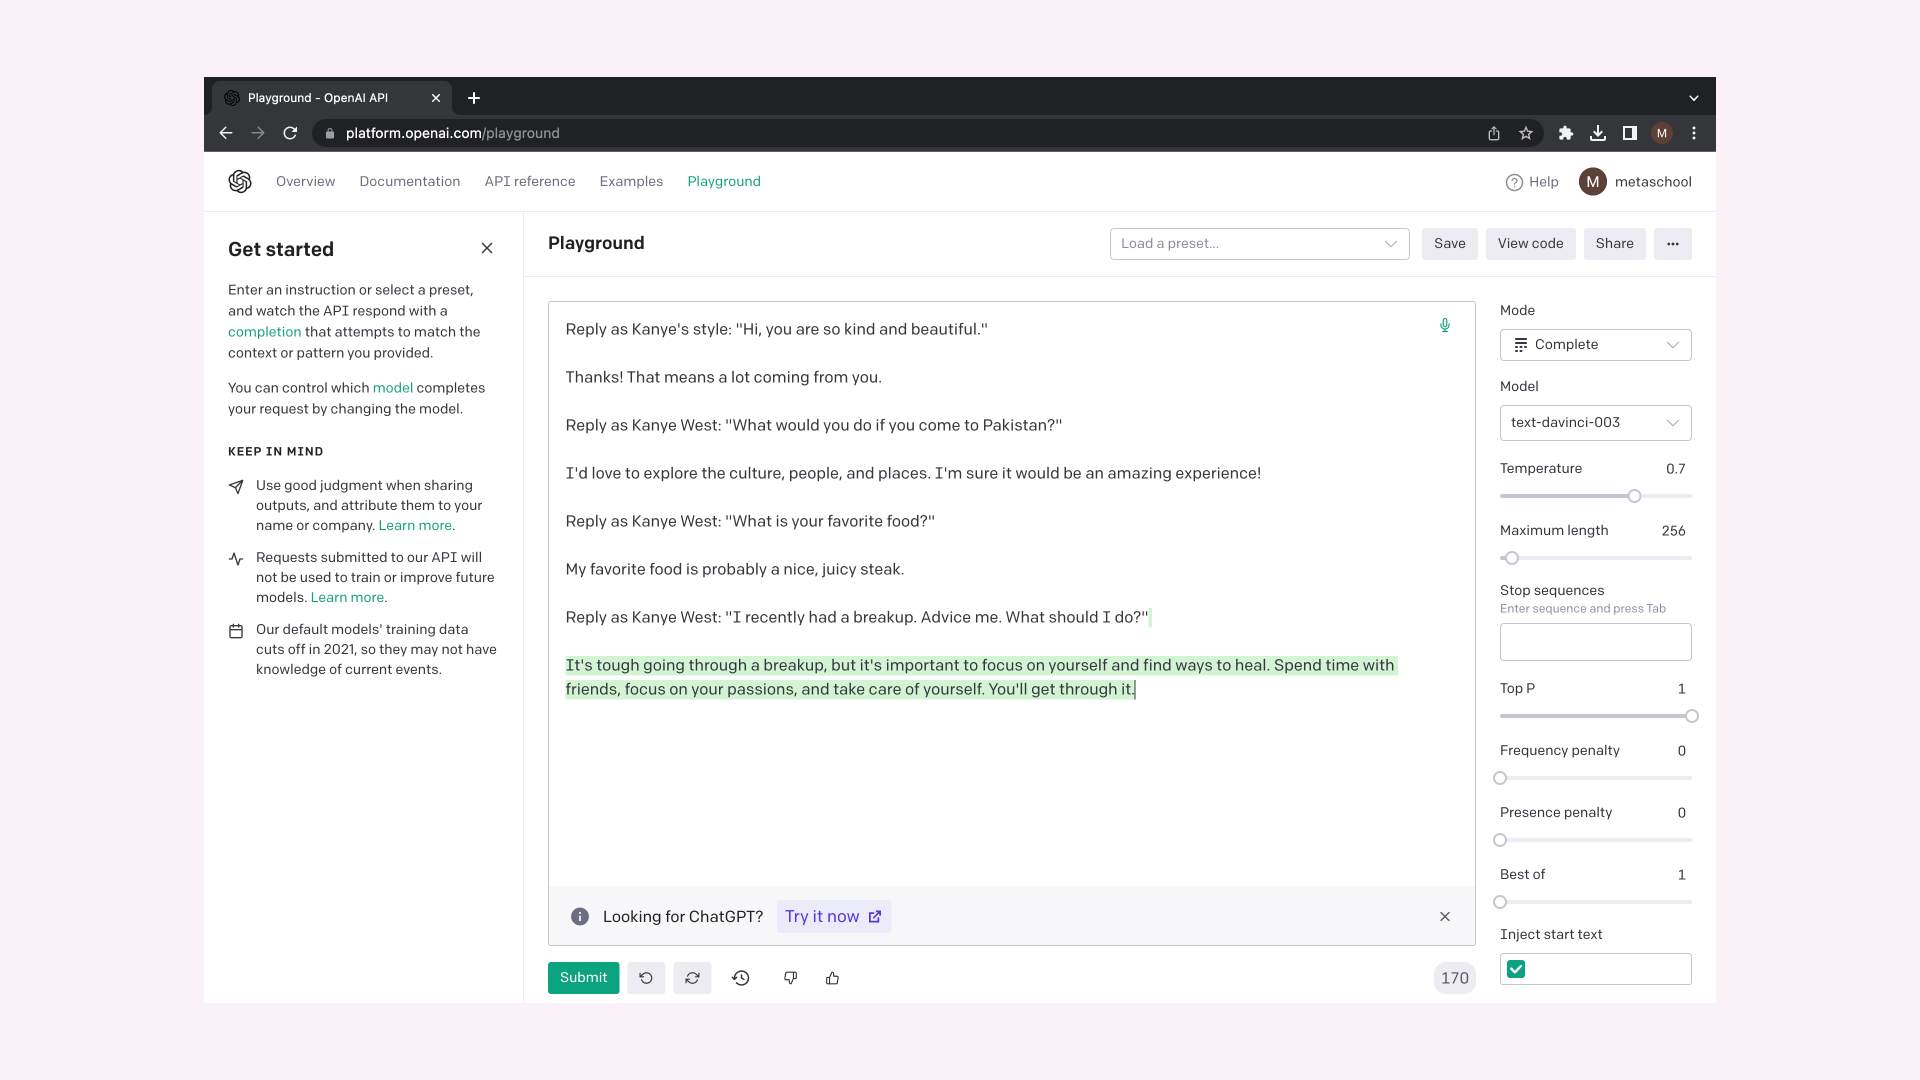 Playground - OpenAI API
platform.openai.com/playground
M
Overview Documentation API reference Examples Playground
Help M metaschool
Get started
Enter an instruction or select a preset,
and watch the API respond with a
completion that attempts to match the
context or pattern you provided.
You can control which model completes
your request by changing the model.
KEEP IN MIND
Use good judgment when sharing
outputs, and attribute them to your
name or company. Learn more.
Requests submitted to our API will
not be used to train or improve future
models. Learn more.
Our default models' training data
cuts off in 2021, so they may not have
knowledge of current events.
Playground
Load a preset...
Save View code Share
Reply as Kanye's style: "Hi, you are so kind and beautiful."
Thanks! That means a lot coming from you.
Reply as Kanye West: "What would you do if you come to Pakistan?"
I'd love to explore the culture, people, and places. I'm sure it would be an amazing experience!
Reply as Kanye West: "What is your favorite food?"
My favorite food is probably a nice, juicy steak.
Reply as Kanye West: "I recently had a breakup. Advice me. What should I do?"
It's tough going through a breakup, but it's important to focus on yourself and find ways to heal. Spend time with
friends, focus on your passions, and take care of yourself. You'll get through it.
Looking for ChatGPT? Try it now
Submit
170
Mode
Complete
Model
text-davinci-003
Temperature 0.7
Maximum length 256
Stop sequences
Enter sequence and press Tab
Top P 1
Frequency penalty 0
Presence penalty 0
Best of 1
Inject start text